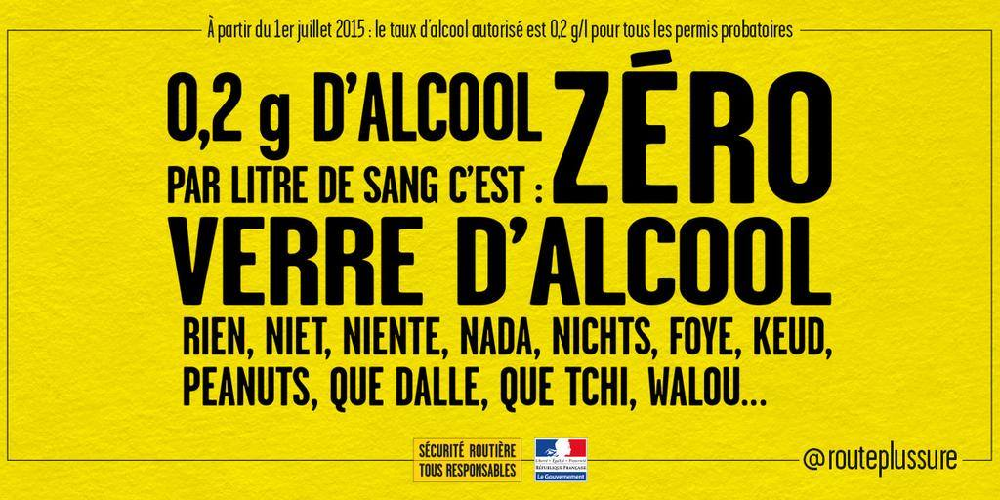 À partir du 1er juillet 2015 : le taux d'alcool autorisé est 0,2 g/l pour tous les permis probatoires
0,2 g D'ALCOOL ZÉRO
PAR LITRE DE SANG C'EST :
VERRE D'ALCOOL
RIEN, NIET, NIENTE, NADA, NICHTS, FOYE, KEUD,
PEANUTS, QUE DALLE, QUE TCHI, WALOU...
SÉCURITÉ ROUTIÈRE
TOUS RESPONSABLES
Liberté • Égalité • Fraternité
RÉPUBLIQUE FRANÇAISE
Le Gouvernement
@routeplussure